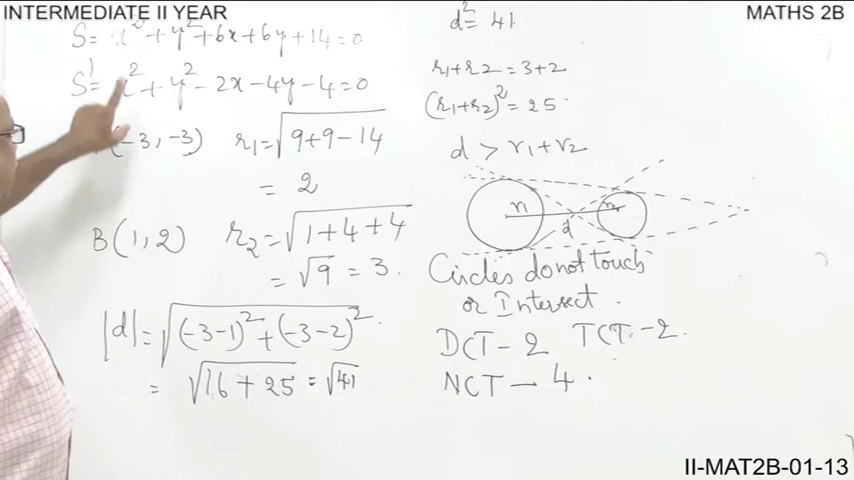 INTERMEDIATE II YEAR
MATHS 2B
S = x² + y² + 6x + 6y + 14 = 0
S' = x² + y² - 2x - 4y - 4 = 0
(-3, -3) r₁ = √(9+9-14)
= 2
B(1, 2) r₂ = √(1+4+4)
= √9 = 3.
|d| = √((-3-1)² + (-3-2)²)
= √(16 + 25) = √41
d² = 41
r₁+r₂ = 3+2
(r₁+r₂)² = 25
d > r₁+r₂
r₁ r₂
d
Circles do not touch
or Intersect.
DCT - 2 TCT - 2.
NCT - 4.
II-MAT2B-01-13